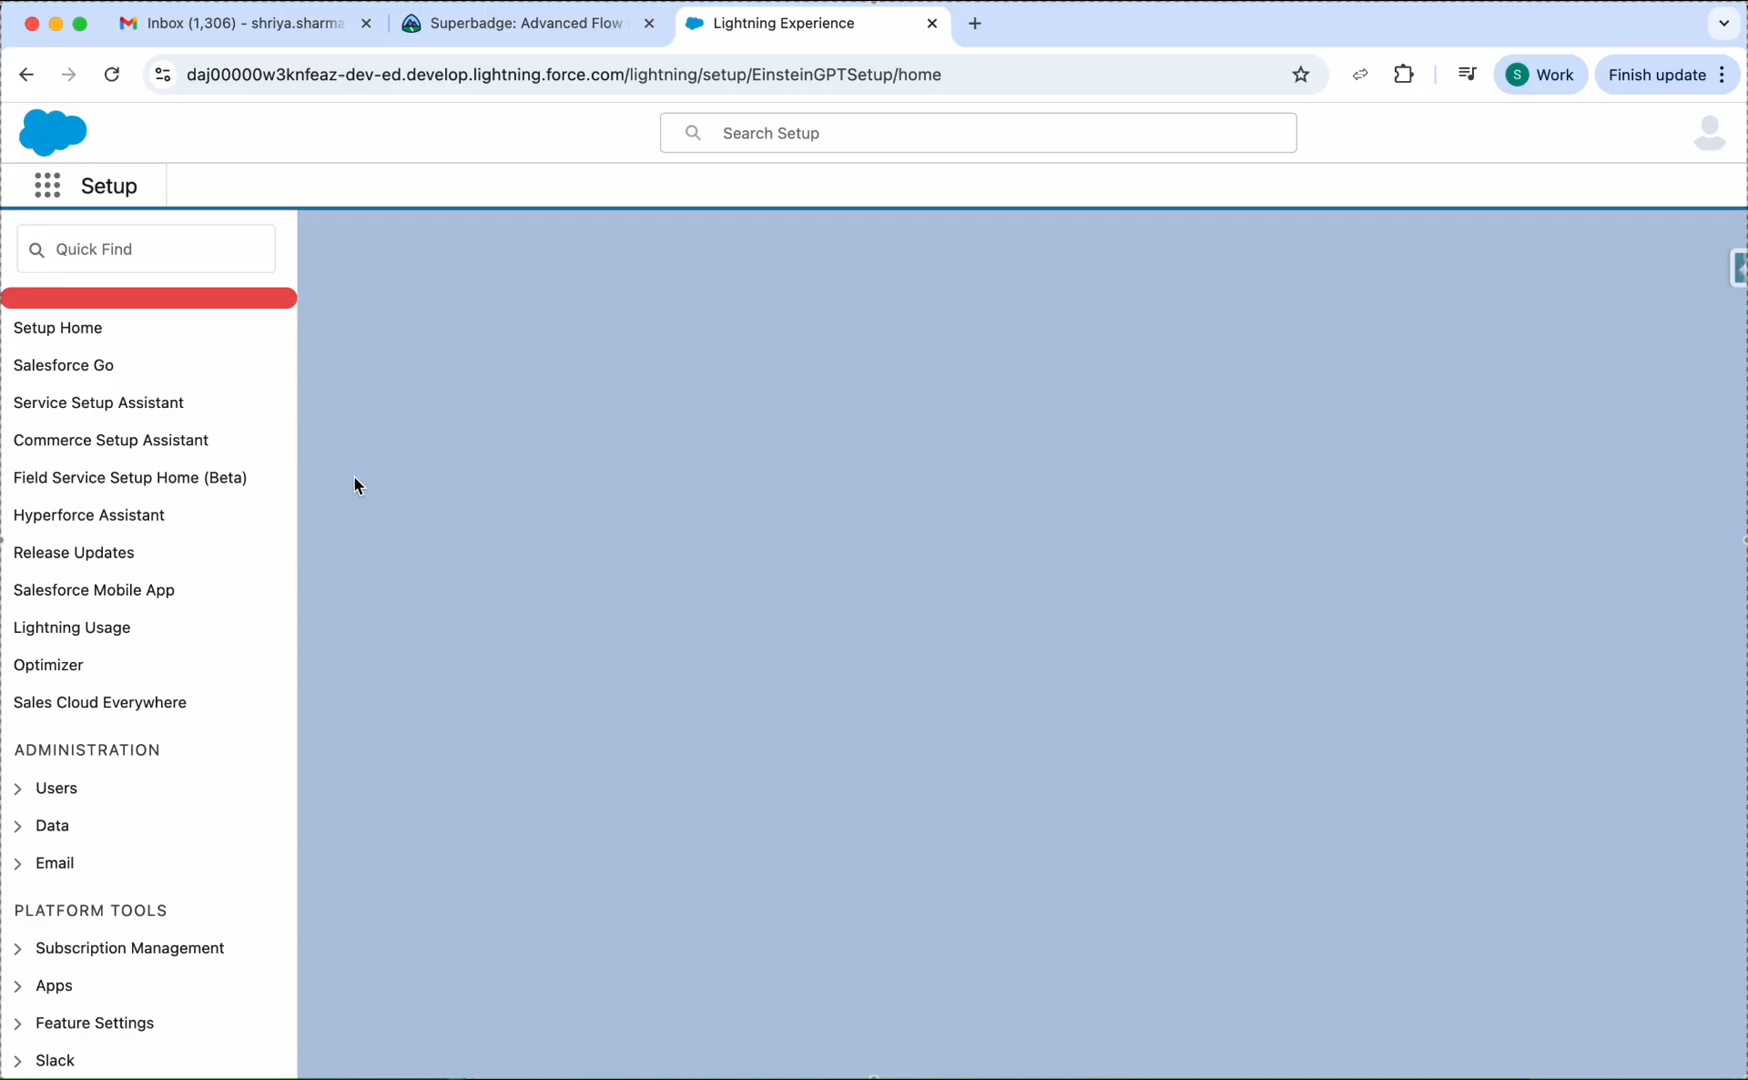 Inbox (1,306) - shriya.sharma
Superbadge: Advanced Flow
Lightning Experience
daj00000w3knfeaz-dev-ed.develop.lightning.force.com/lightning/setup/EinsteinGPTSetup/home
S
Work
Finish update
Search Setup
Setup
Quick Find
Setup Home
Salesforce Go
Service Setup Assistant
Commerce Setup Assistant
Field Service Setup Home (Beta)
Hyperforce Assistant
Release Updates
Salesforce Mobile App
Lightning Usage
Optimizer
Sales Cloud Everywhere
ADMINISTRATION
Users
Data
Email
PLATFORM TOOLS
Subscription Management
Apps
Feature Settings
Slack